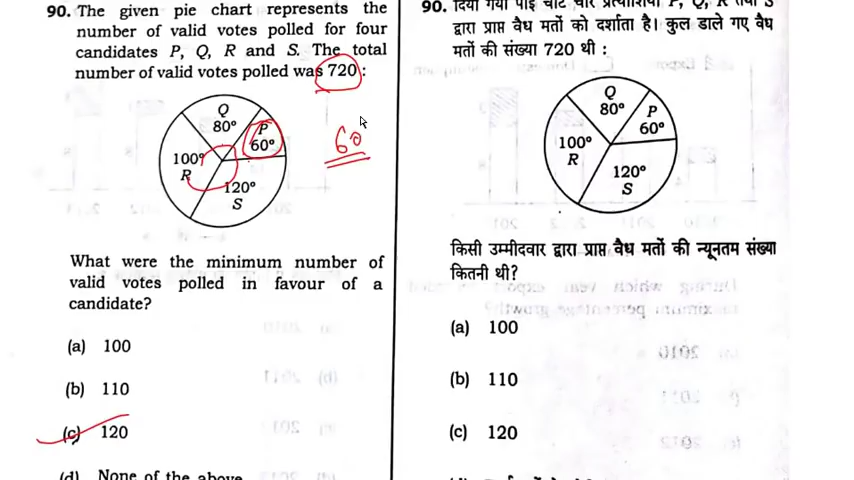 90. The given pie chart represents the
number of valid votes polled for four
candidates P, Q, R and S. The total
number of valid votes polled was 720 :
Q
80°
P
60°
100°
R
120°
S
60
What were the minimum number of
valid votes polled in favour of a
candidate?
(a) 100
(b) 110
(c) 120
(d) None of the above
90. दिया गया पाई चार्ट चार प्रत्याशियों P, Q, R तथा S
द्वारा प्राप्त वैध मतों को दर्शाता है। कुल डाले गए वैध
मतों की संख्या 720 थी :
Q
80°
P
60°
100°
R
120°
S
किसी उम्मीदवार द्वारा प्राप्त वैध मतों की न्यूनतम संख्या
कितनी थी?
(a) 100
(b) 110
(c) 120